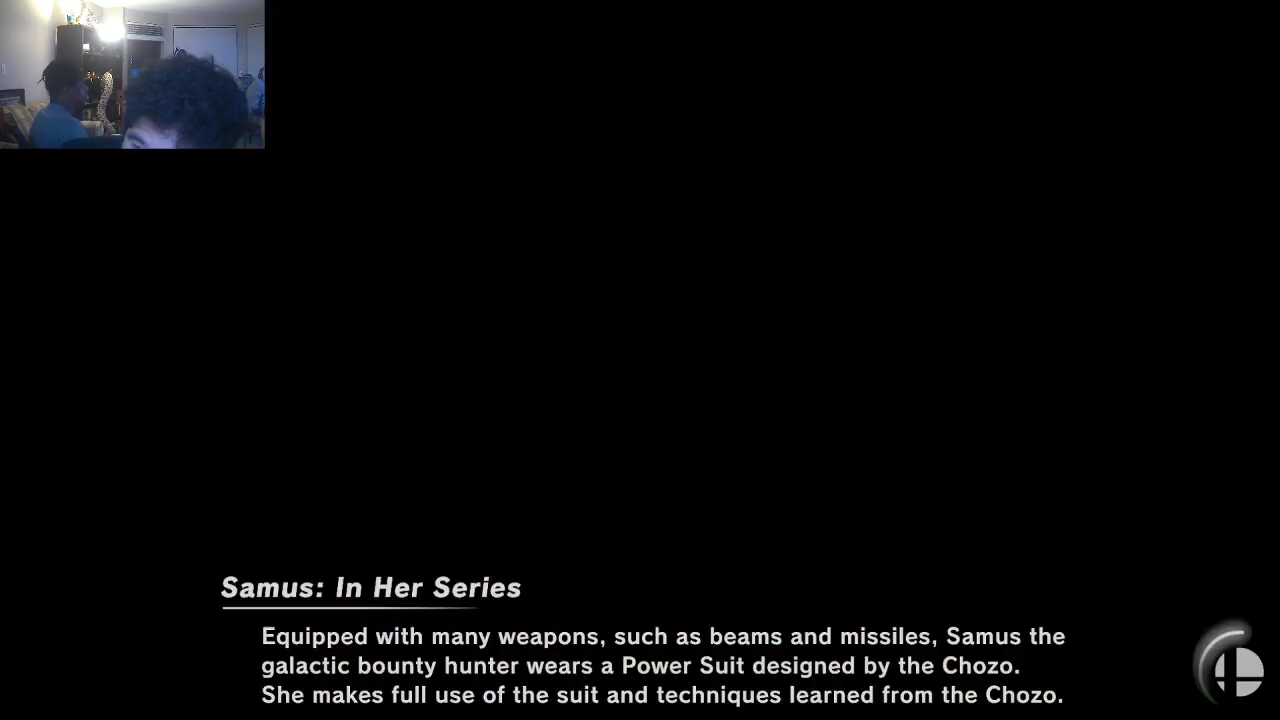 Samus: In Her Series
Equipped with many weapons, such as beams and missiles, Samus the
galactic bounty hunter wears a Power Suit designed by the Chozo.
She makes full use of the suit and techniques learned from the Chozo.